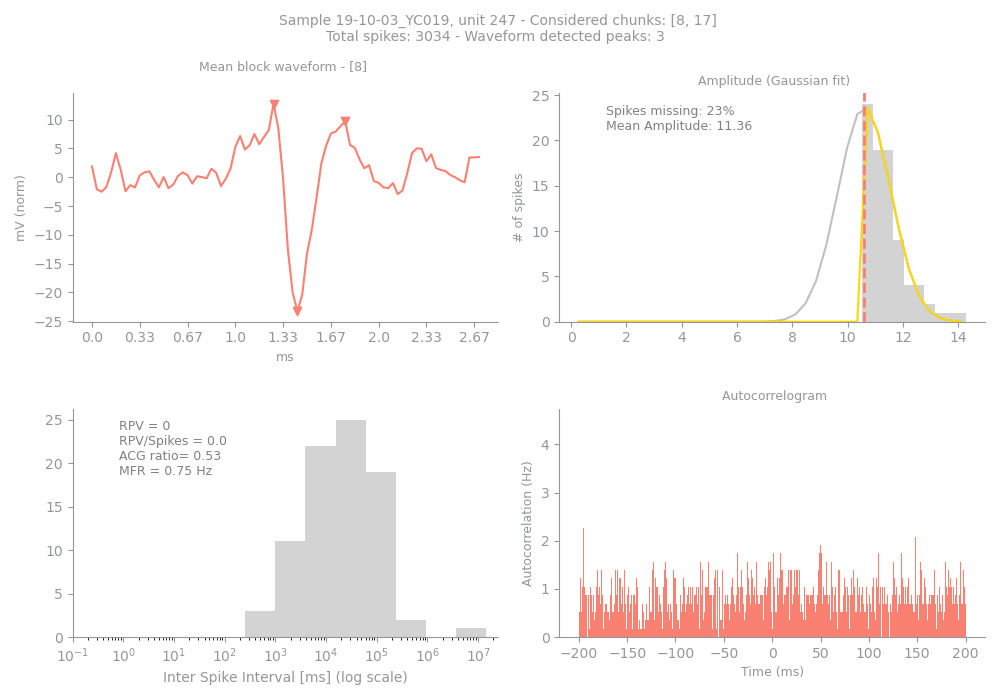 Sample 19-10-03_YC019, unit 247 - Considered chunks: [8, 17]
Total spikes: 3034 - Waveform detected peaks: 3
Mean block waveform - [8]
mV (norm)
10
5
0
−5
−10
−15
−20
−25
0.0 0.33 0.67 1.0 1.33 1.67 2.0 2.33 2.67
ms
Amplitude (Gaussian fit)
Spikes missing: 23%
Mean Amplitude: 11.36
# of spikes
25
20
15
10
5
0
0 2 4 6 8 10 12 14
RPV = 0
RPV/Spikes = 0.0
ACG ratio= 0.53
MFR = 0.75 Hz
25
20
15
10
5
0
10⁻¹ 10⁰ 10¹ 10² 10³ 10⁴ 10⁵ 10⁶ 10⁷
Inter Spike Interval [ms] (log scale)
Autocorrelogram
Autocorrelation (Hz)
4
3
2
1
0
−200 −150 −100 −50 0 50 100 150 200
Time (ms)